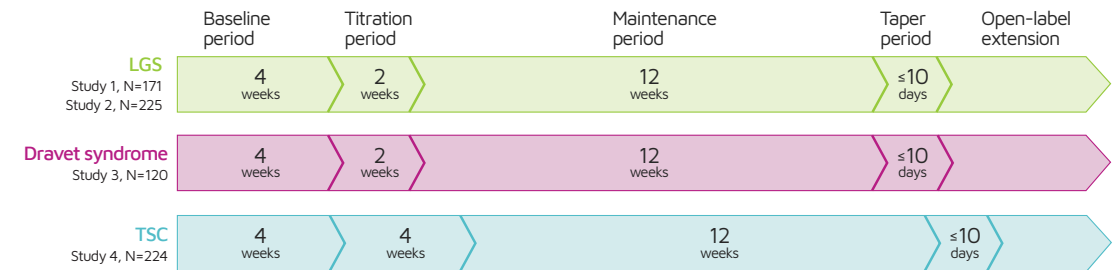 Baseline period
Titration period
Maintenance period
Taper period
Open-label extension
LGS
Study 1, N=171
Study 2, N=225
4 weeks
2 weeks
12 weeks
≤10 days
Dravet syndrome
Study 3, N=120
4 weeks
2 weeks
12 weeks
≤10 days
TSC
Study 4, N=224
4 weeks
4 weeks
12 weeks
≤10 days